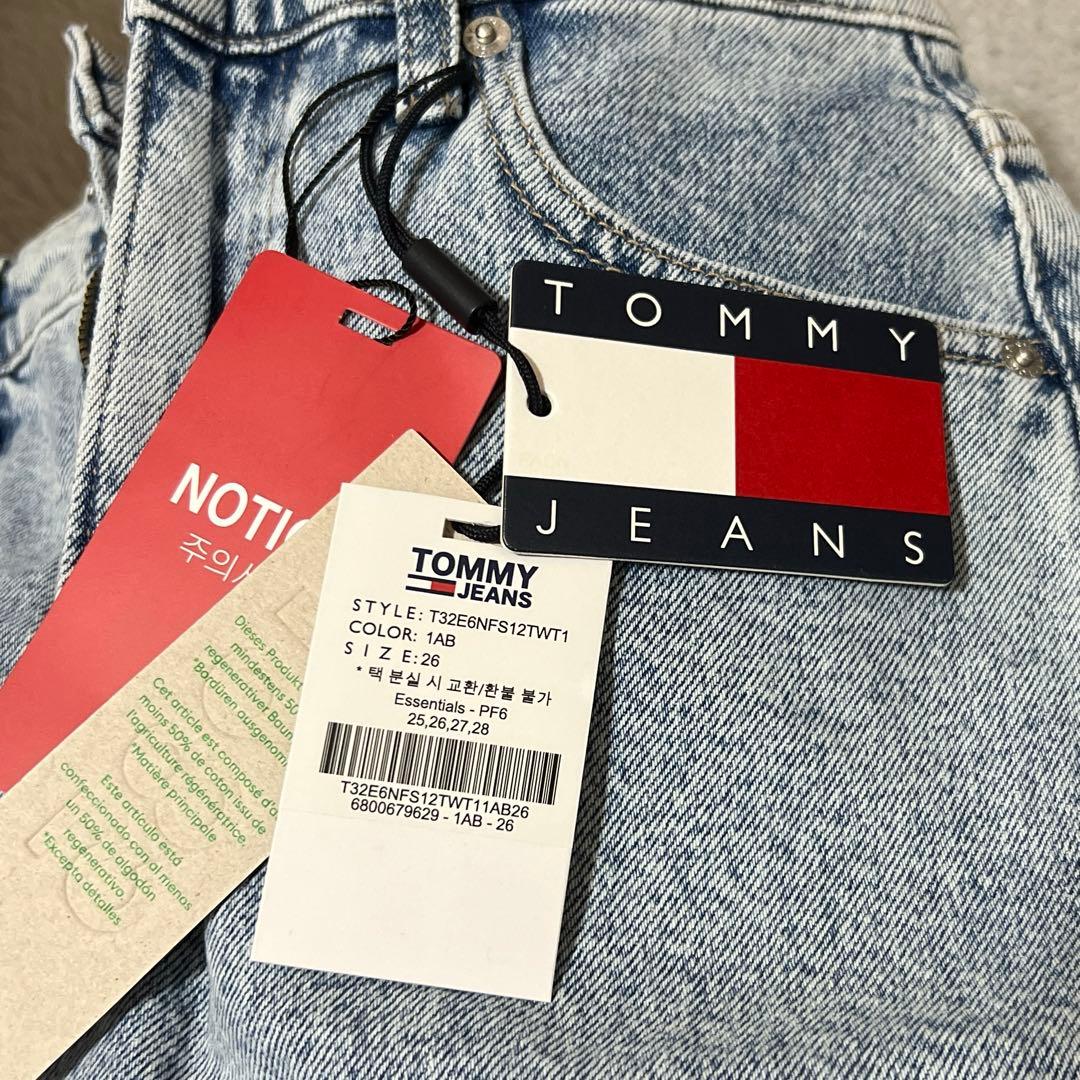 TOMMY
JEANS
NOTIC
주의사
TOMMY
JEANS
STYLE: T32E6NFS12TWT1
COLOR: 1AB
SIZE:26
* 택 분실 시 교환/환불 불가
Essentials - PF6
25,26,27,28
T32E6NFS12TWT11AB26
6800679629 - 1AB - 26
Dieses Produkt
mindestens 50
regenerativer Baum
*Bordüren ausgenom
Cet article est composé d'a
moins 50% de coton issu de
l'agriculture régénératrice.
*Matière principale
Este artículo está
confeccionado con al menos
un 50% de algodón
regenerativo.
*Excepto detalles